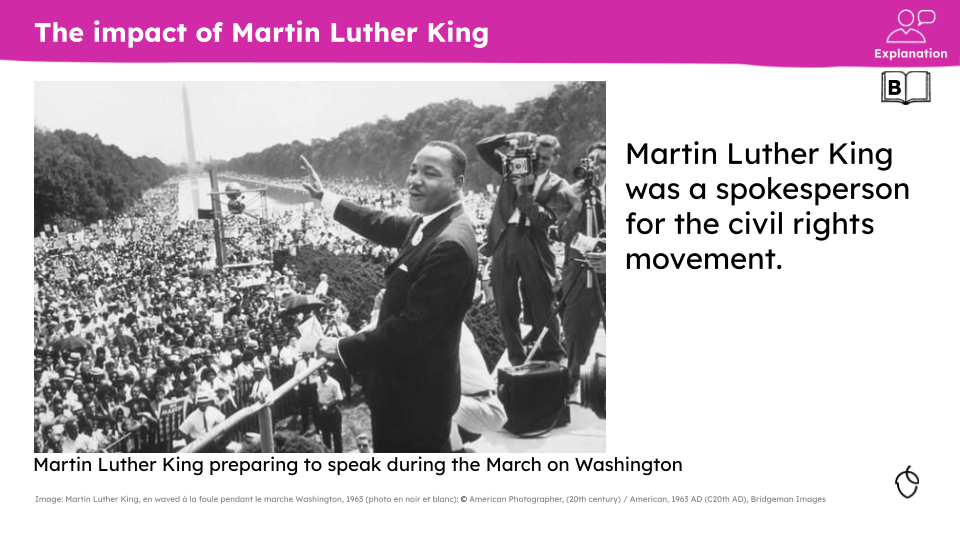 The impact of Martin Luther King
Explanation
B
Martin Luther King
was a spokesperson
for the civil rights
movement.
Martin Luther King preparing to speak during the March on Washington
Image: Martin Luther King, en waved à la foule pendant le marche Washington, 1963 (photo en noir et blanc): © American Photographer, (20th century) / American, 1963 AD (C20th AD), Bridgeman Images